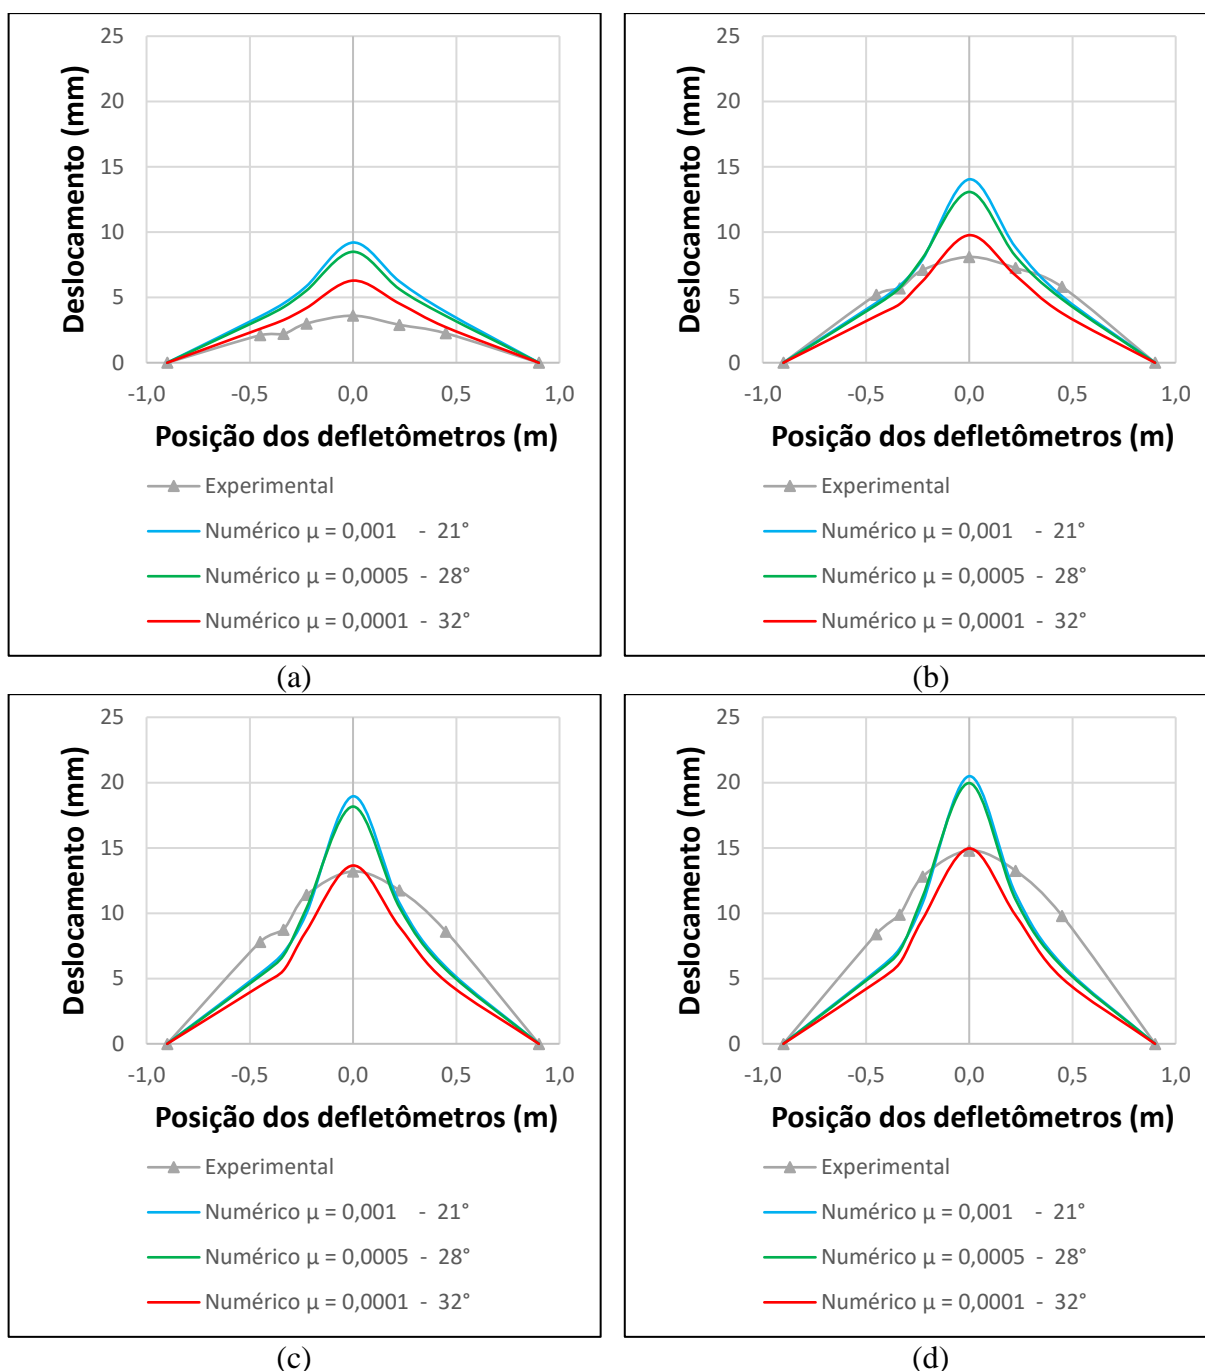 25
20
15
10
5
0
Deslocamento (mm)
-1,0 -0,5 0,0 0,5 1,0
Posição dos defletômetros (m)
Experimental
Numérico µ = 0,001 - 21°
Numérico µ = 0,0005 - 28°
Numérico µ = 0,0001 - 32°
(a)
25
20
15
10
5
0
Deslocamento (mm)
-1,0 -0,5 0,0 0,5 1,0
Posição dos defletômetros (m)
Experimental
Numérico µ = 0,001 - 21°
Numérico µ = 0,0005 - 28°
Numérico µ = 0,0001 - 32°
(b)
25
20
15
10
5
0
Deslocamento (mm)
-1,0 -0,5 0,0 0,5 1,0
Posição dos defletômetros (m)
Experimental
Numérico µ = 0,001 - 21°
Numérico µ = 0,0005 - 28°
Numérico µ = 0,0001 - 32°
(c)
25
20
15
10
5
0
Deslocamento (mm)
-1,0 -0,5 0,0 0,5 1,0
Posição dos defletômetros (m)
Experimental
Numérico µ = 0,001 - 21°
Numérico µ = 0,0005 - 28°
Numérico µ = 0,0001 - 32°
(d)